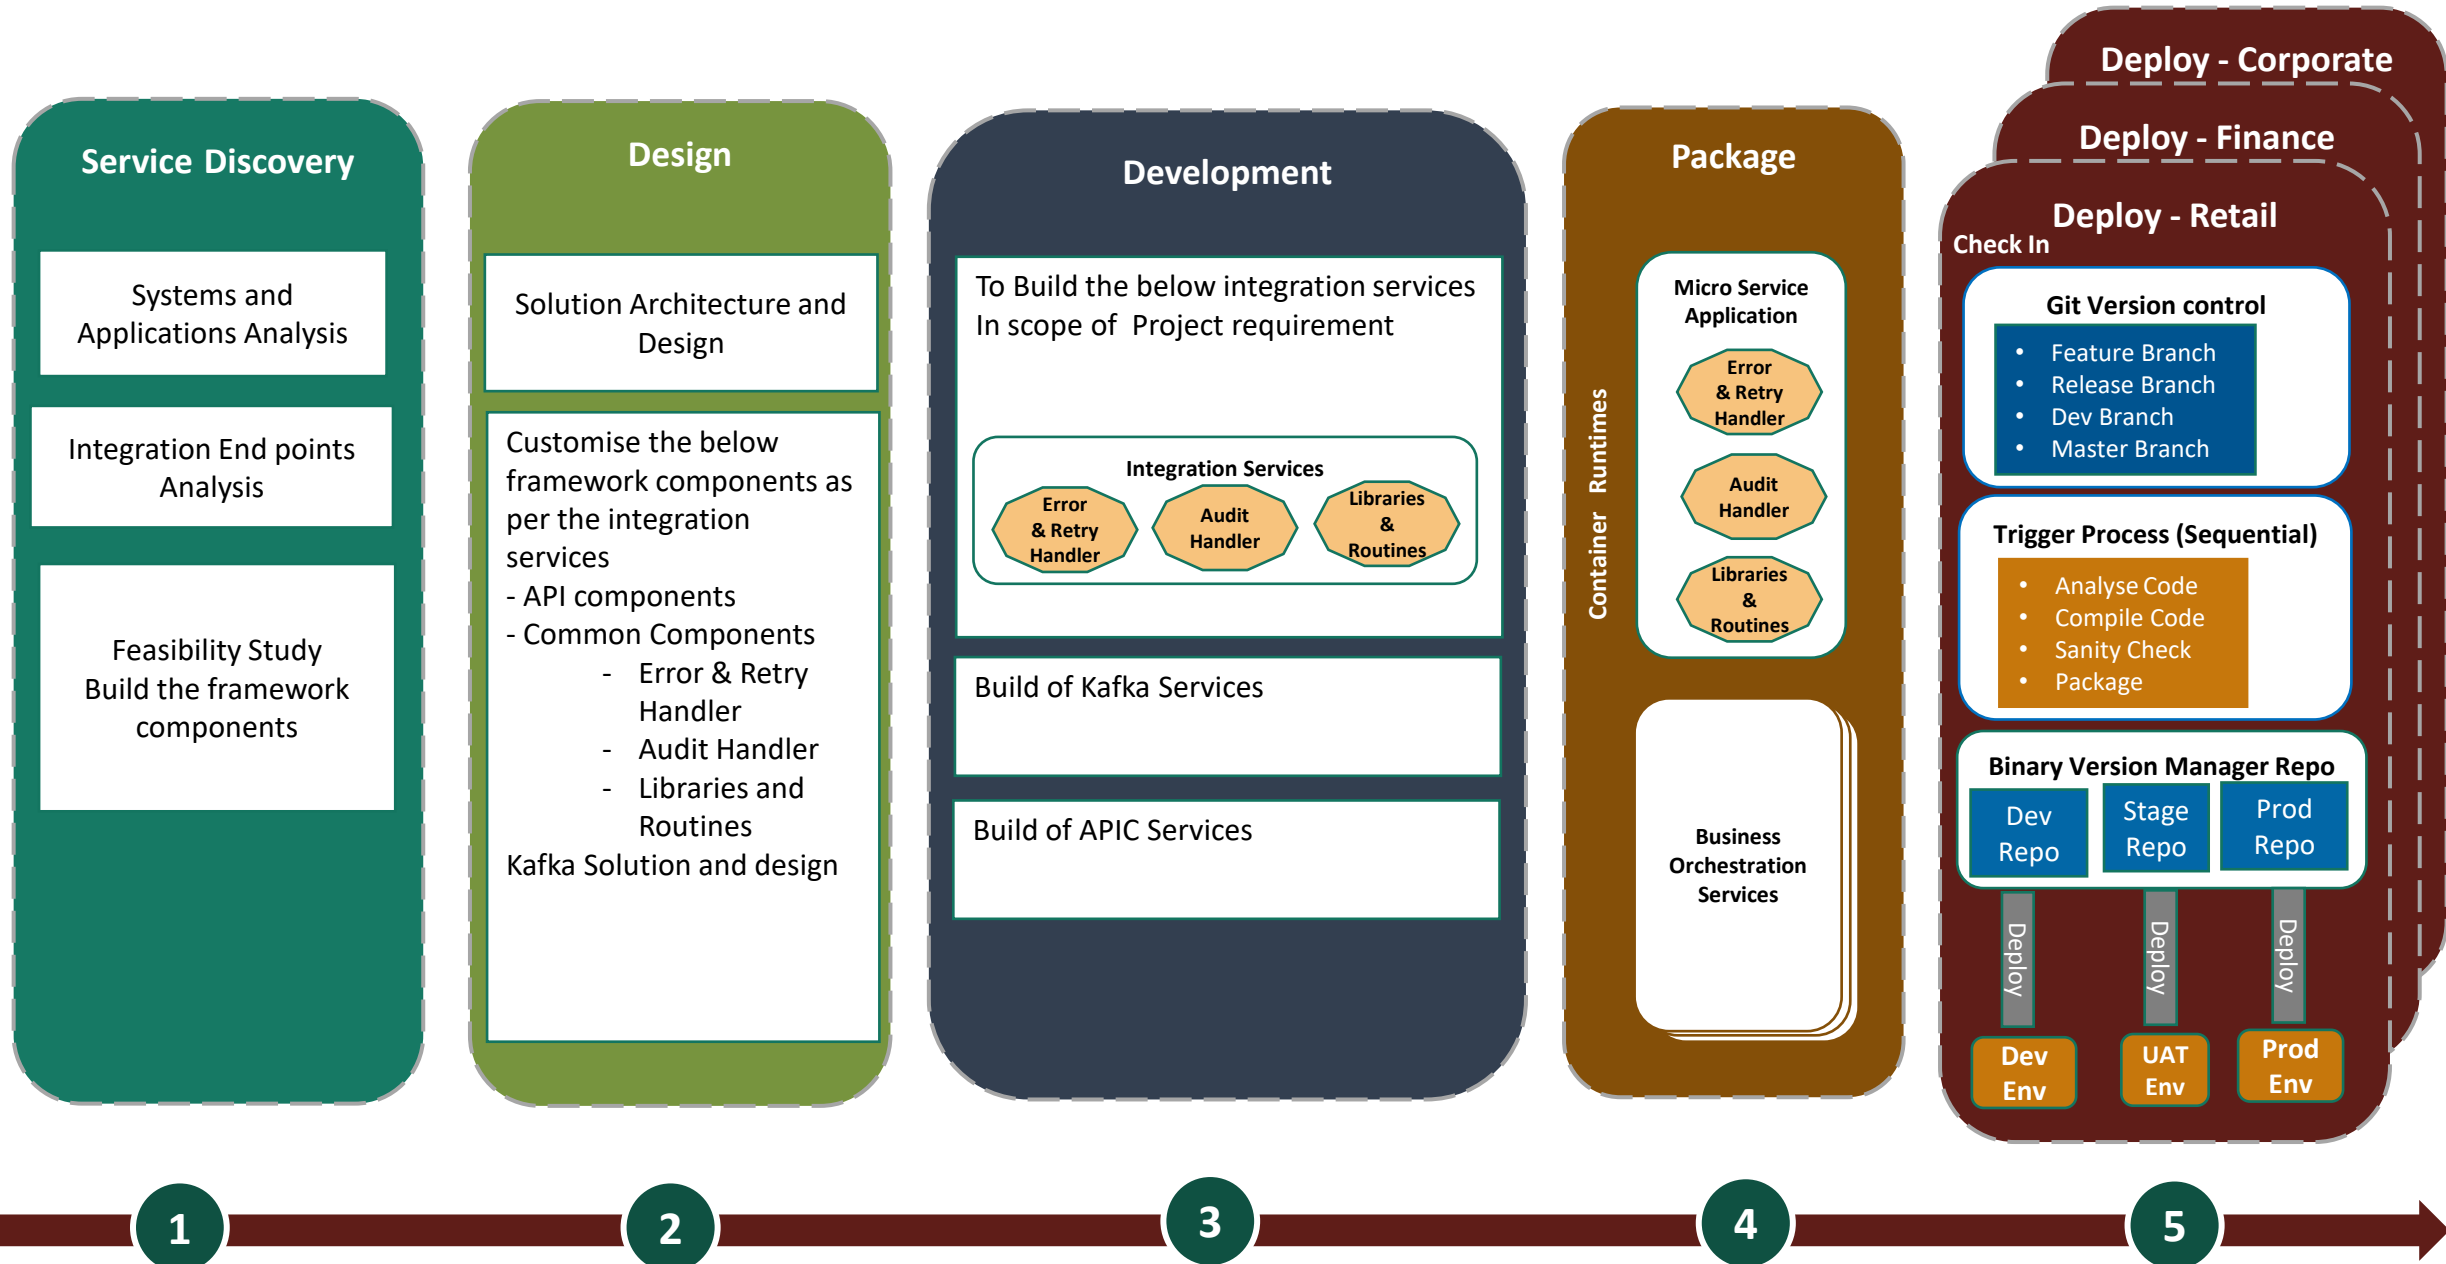 Service Discovery
Systems and
Applications Analysis
Integration End points
Analysis
Feasibility Study
Build the framework
components
Design
Solution Architecture and
Design
Customise the below
framework components as
per the integration
services
- API components
- Common Components
- Error & Retry
Handler
- Audit Handler
- Libraries and
Routines
Kafka Solution and design
Development
To Build the below integration services
In scope of Project requirement
Integration Services
Error
& Retry
Handler
Audit
Handler
Libraries
&
Routines
Build of Kafka Services
Build of APIC Services
Package
Container Runtimes
Micro Service
Application
Error
& Retry
Handler
Audit
Handler
Libraries
&
Routines
Business
Orchestration
Services
Deploy - Corporate
Deploy - Finance
Deploy - Retail
Check In
Git Version control
• Feature Branch
• Release Branch
• Dev Branch
• Master Branch
Trigger Process (Sequential)
• Analyse Code
• Compile Code
• Sanity Check
• Package
Binary Version Manager Repo
Dev
Repo
Stage
Repo
Prod
Repo
Deploy
Deploy
Deploy
Dev
Env
UAT
Env
Prod
Env
1
2
3
4
5